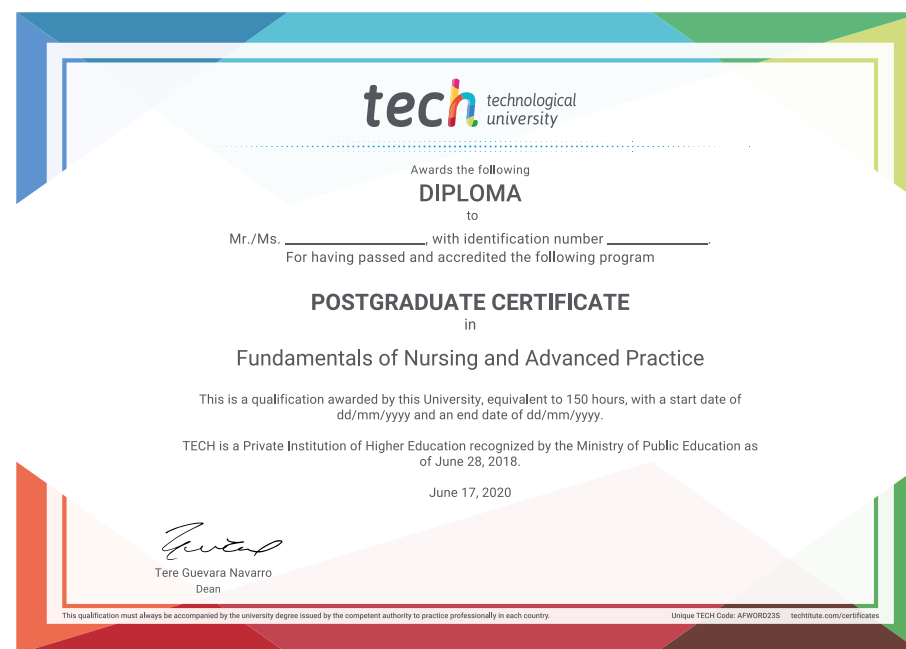 tech technological
university
Awards the following
DIPLOMA
to
Mr./Ms. ____________________, with identification number ______________.
For having passed and accredited the following program
POSTGRADUATE CERTIFICATE
in
Fundamentals of Nursing and Advanced Practice
This is a qualification awarded by this University, equivalent to 150 hours, with a start date of
dd/mm/yyyy and an end date of dd/mm/yyyy.
TECH is a Private Institution of Higher Education recognized by the Ministry of Public Education as
of June 28, 2018.
June 17, 2020
Tere Guevara Navarro
Dean
This qualification must always be accompanied by the university degree issued by the competent authority to practice professionally in each country.
Unique TECH Code: AFWORD23S techtitute.com/certificates